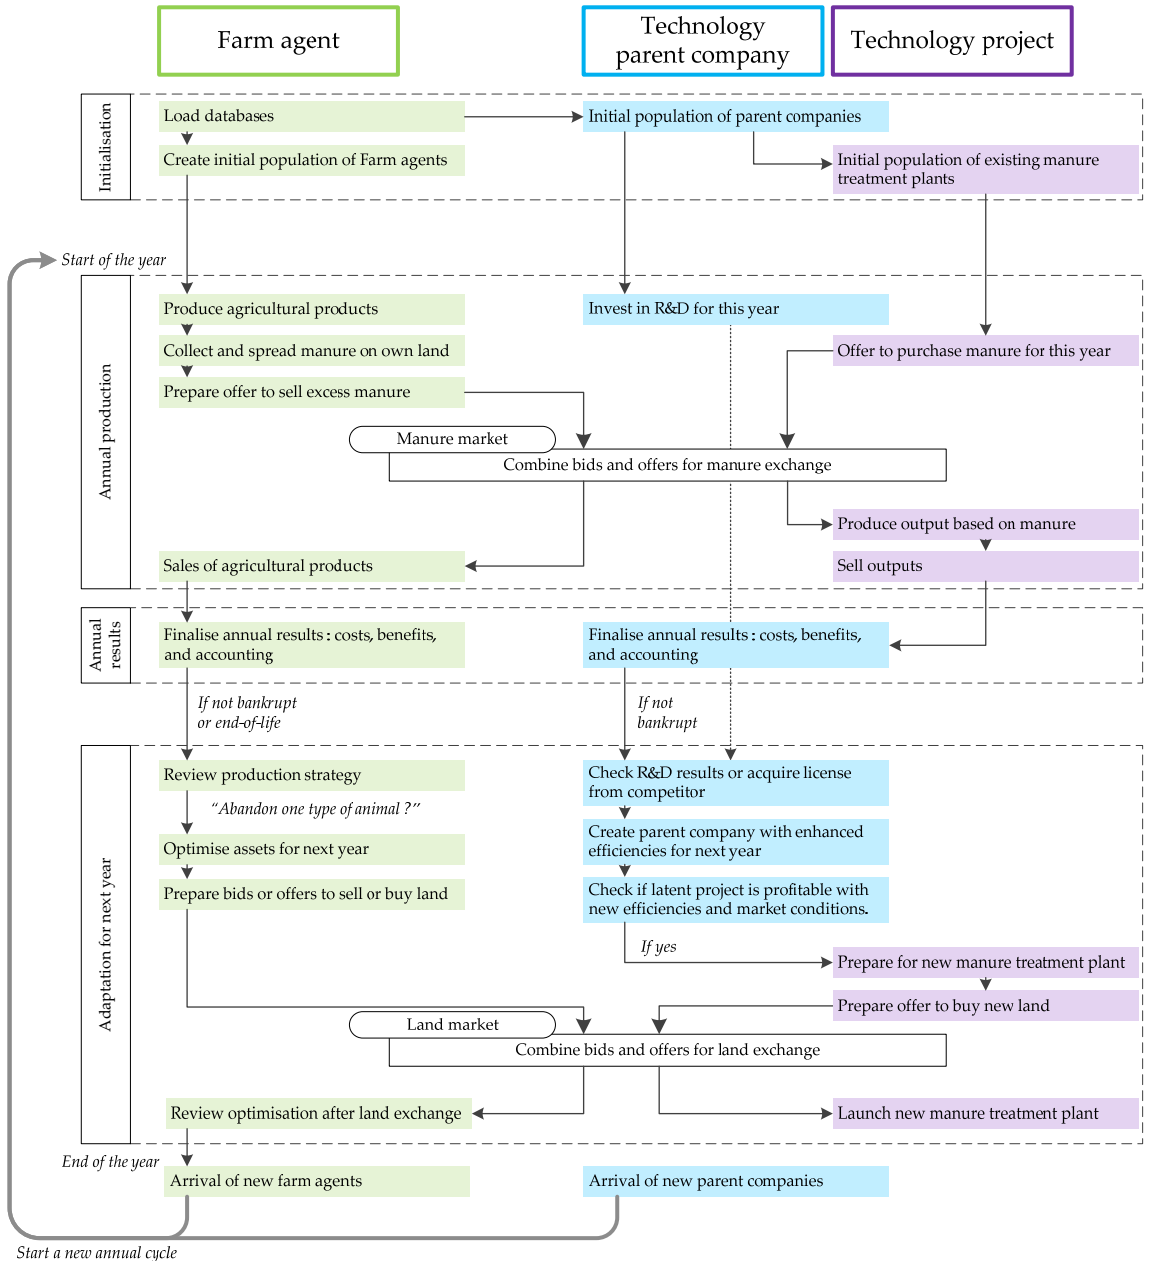 Farm agent
Technology
parent company
Technology project
Initialisation
Load databases
Initial population of parent companies
Create initial population of Farm agents
Initial population of existing manure
treatment plants
Start of the year
Annual production
Produce agricultural products
Invest in R&D for this year
Collect and spread manure on own land
Offer to purchase manure for this year
Prepare offer to sell excess manure
Manure market
Combine bids and offers for manure exchange
Produce output based on manure
Sales of agricultural products
Sell outputs
Annual
results
Finalise annual results : costs, benefits,
and accounting
Finalise annual results : costs, benefits,
and accounting
If not bankrupt
or end-of-life
If not
bankrupt
Adaptation for next year
Review production strategy
Check R&D results or acquire license
from competitor
“Abandon one type of animal ?”
Create parent company with enhanced
efficiencies for next year
Optimise assets for next year
Prepare bids or offers to sell or buy land
Check if latent project is profitable with
new efficiencies and market conditions.
If yes
Prepare for new manure treatment plant
Prepare offer to buy new land
Land market
Combine bids and offers for land exchange
Review optimisation after land exchange
Launch new manure treatment plant
End of the year
Arrival of new farm agents
Arrival of new parent companies
Start a new annual cycle